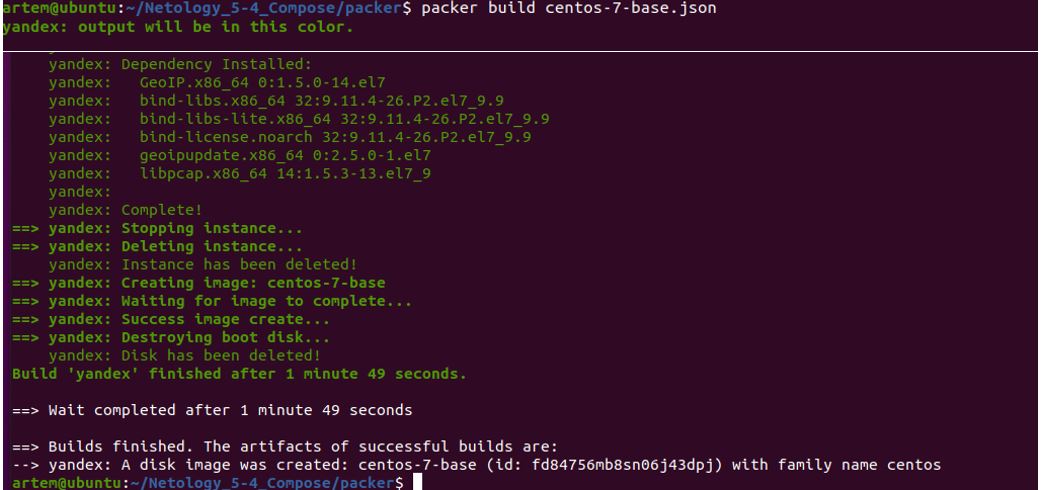 artem@ubuntu:~/Netology_5-4_Compose/packer$ packer build centos-7-base.json
yandex: output will be in this color.
yandex: Dependency Installed:
yandex:   GeoIP.x86_64 0:1.5.0-14.el7
yandex:   bind-libs.x86_64 32:9.11.4-26.P2.el7_9.9
yandex:   bind-libs-lite.x86_64 32:9.11.4-26.P2.el7_9.9
yandex:   bind-license.noarch 32:9.11.4-26.P2.el7_9.9
yandex:   geoipupdate.x86_64 0:2.5.0-1.el7
yandex:   libpcap.x86_64 14:1.5.3-13.el7_9
yandex:
yandex: Complete!
==> yandex: Stopping instance...
==> yandex: Deleting instance...
yandex: Instance has been deleted!
==> yandex: Creating image: centos-7-base
==> yandex: Waiting for image to complete...
==> yandex: Success image create...
==> yandex: Destroying boot disk...
yandex: Disk has been deleted!
Build 'yandex' finished after 1 minute 49 seconds.
==> Wait completed after 1 minute 49 seconds
==> Builds finished. The artifacts of successful builds are:
--> yandex: A disk image was created: centos-7-base (id: fd84756mb8sn06j43dpj) with family name centos
artem@ubuntu:~/Netology_5-4_Compose/packer$